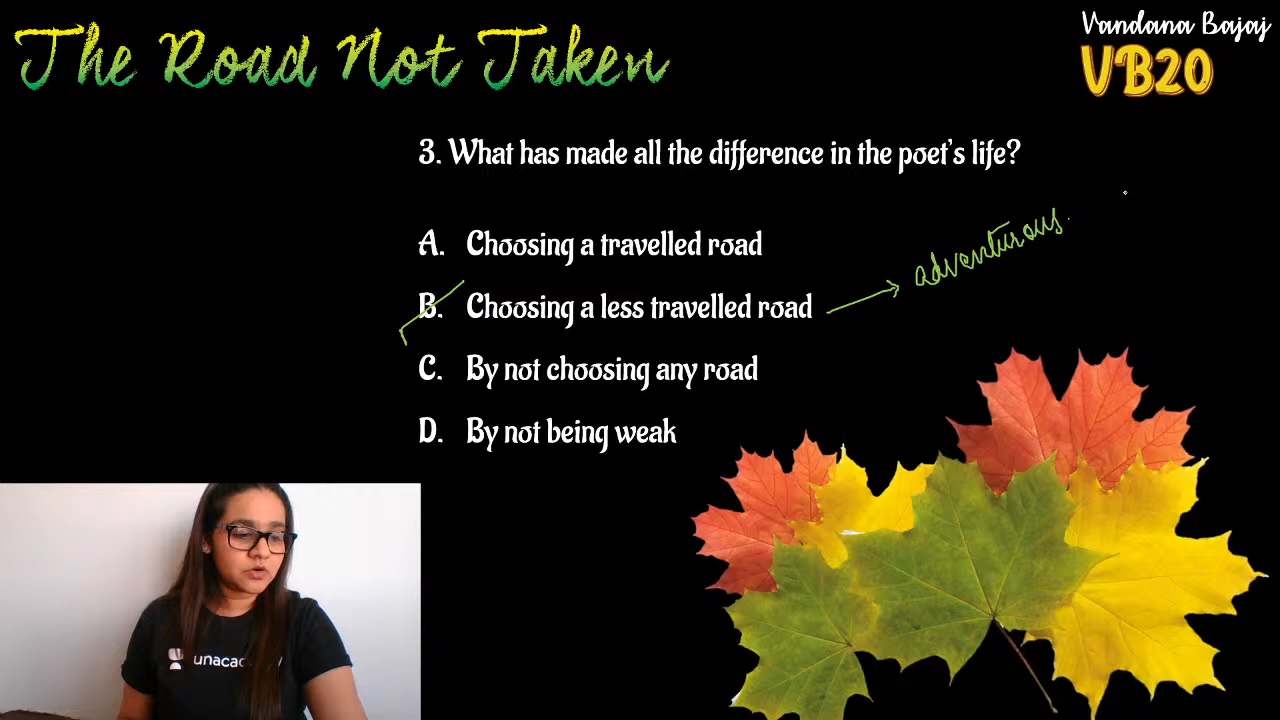 The Road Not Taken
Vandana Bajaj
VB20
3. What has made all the difference in the poet's life?
A. Choosing a travelled road
B. Choosing a less travelled road
adventurous.
C. By not choosing any road
D. By not being weak